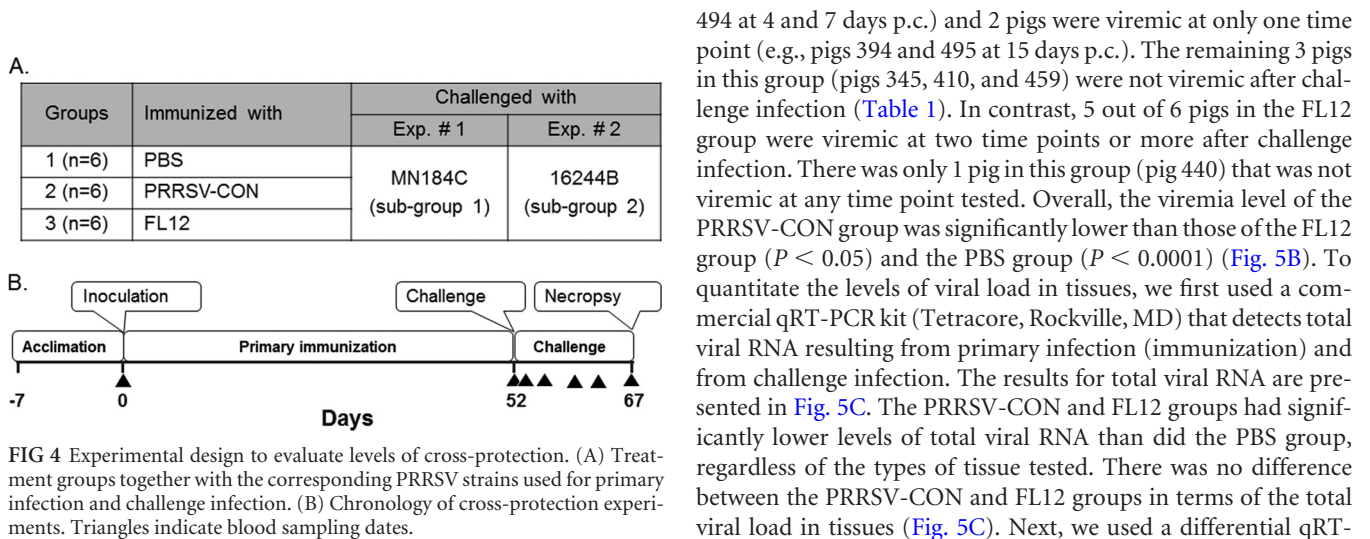 A.
Groups
Immunized with
Challenged with
Exp. # 1
Exp. # 2
1 (n=6)
PBS
2 (n=6)
PRRSV-CON
3 (n=6)
FL12
MN184C
(sub-group 1)
16244B
(sub-group 2)
B.
Inoculation
Challenge
Necropsy
Acclimation
Primary immunization
Challenge
-7
0
52
67
Days
FIG 4 Experimental design to evaluate levels of cross-protection. (A) Treat-
ment groups together with the corresponding PRRSV strains used for primary
infection and challenge infection. (B) Chronology of cross-protection experi-
ments. Triangles indicate blood sampling dates.
494 at 4 and 7 days p.c.) and 2 pigs were viremic at only one time
point (e.g., pigs 394 and 495 at 15 days p.c.). The remaining 3 pigs
in this group (pigs 345, 410, and 459) were not viremic after chal-
lenge infection (Table 1). In contrast, 5 out of 6 pigs in the FL12
group were viremic at two time points or more after challenge
infection. There was only 1 pig in this group (pig 440) that was not
viremic at any time point tested. Overall, the viremia level of the
PRRSV-CON group was significantly lower than those of the FL12
group (P < 0.05) and the PBS group (P < 0.0001) (Fig. 5B). To
quantitate the levels of viral load in tissues, we first used a com-
mercial qRT-PCR kit (Tetracore, Rockville, MD) that detects total
viral RNA resulting from primary infection (immunization) and
from challenge infection. The results for total viral RNA are pre-
sented in Fig. 5C. The PRRSV-CON and FL12 groups had signif-
icantly lower levels of total viral RNA than did the PBS group,
regardless of the types of tissue tested. There was no difference
between the PRRSV-CON and FL12 groups in terms of the total
viral load in tissues (Fig. 5C). Next, we used a differential qRT-